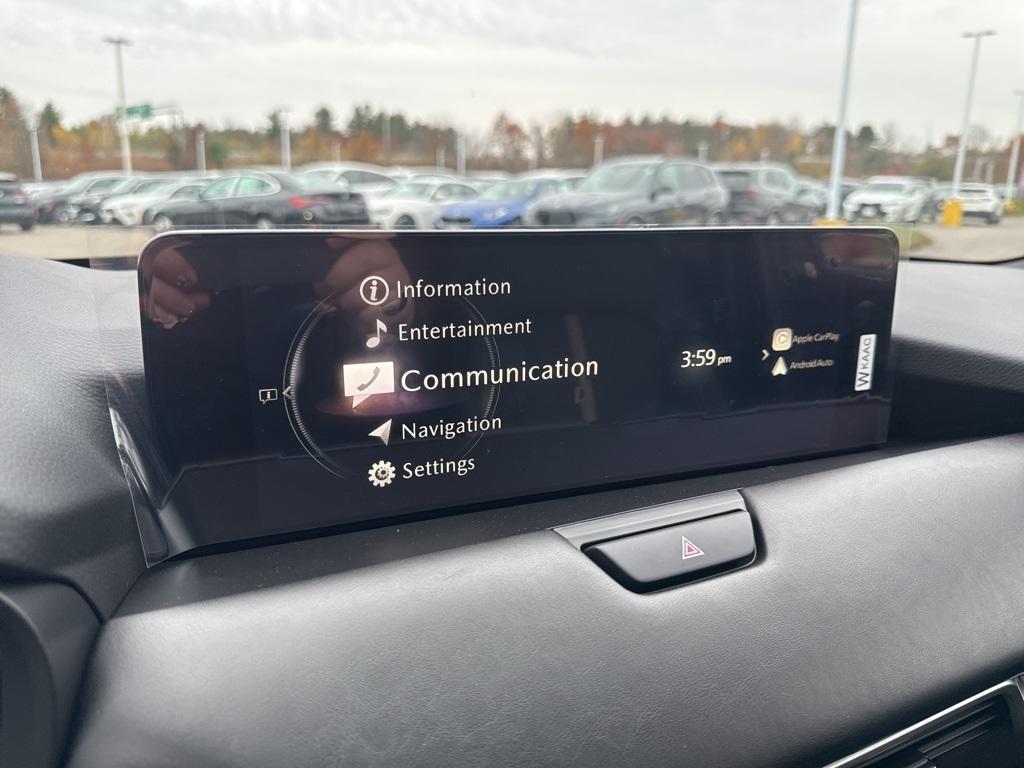 Information
Entertainment
Communication
Navigation
Settings
3:59 pm
Apple CarPlay
Android Auto
WKAAC